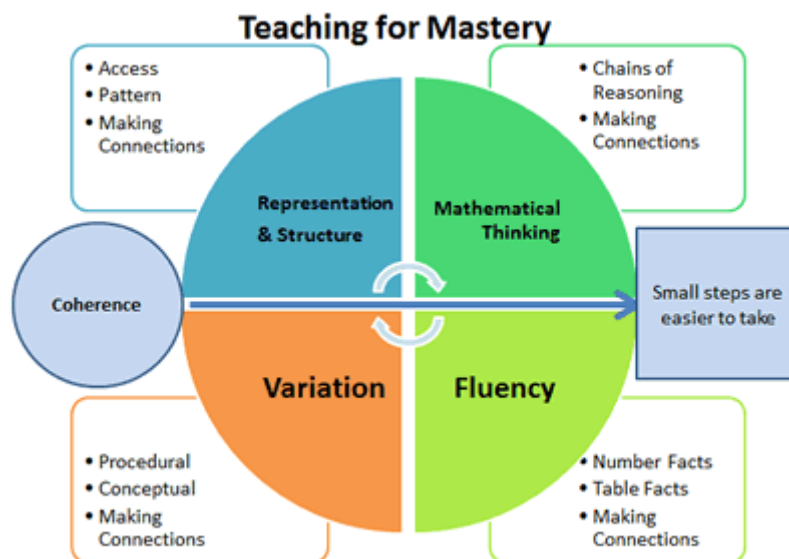 Teaching for Mastery
• Access
• Pattern
• Making
Connections
• Chains of
Reasoning
• Making
Connections
Representation
& Structure
Mathematical
Thinking
Coherence
Small steps are
easier to take
Variation
Fluency
• Procedural
• Conceptual
• Making
Connections
• Number Facts
• Table Facts
• Making
Connections